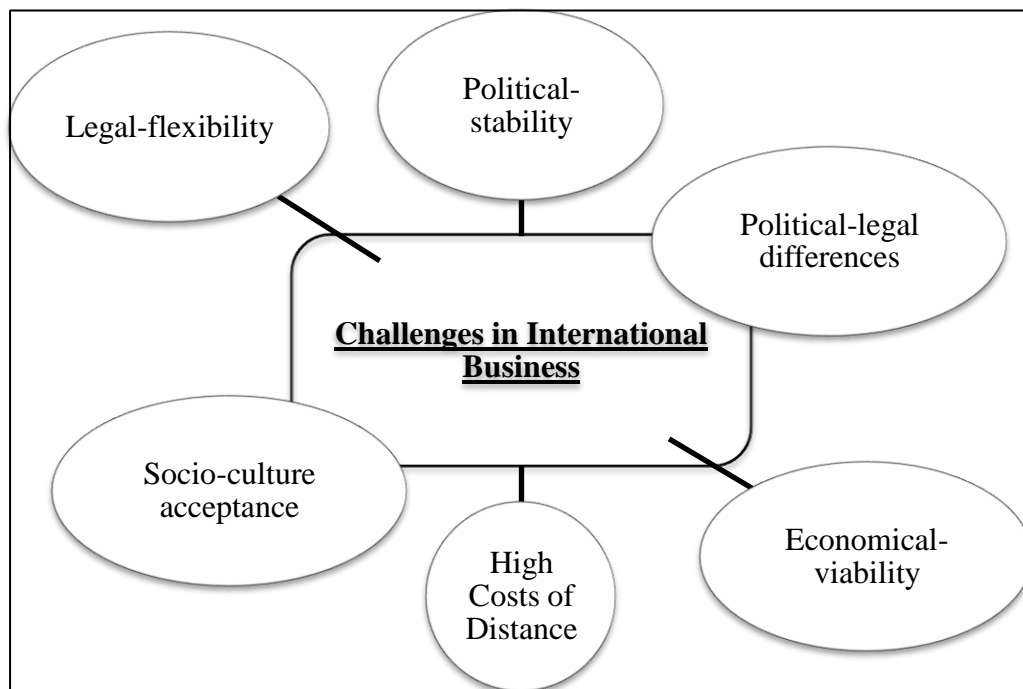 Political-
stability
Legal-flexibility
Political-legal
differences
Challenges in International
Business
Socio-culture
acceptance
High
Costs of
Distance
Economical-
viability